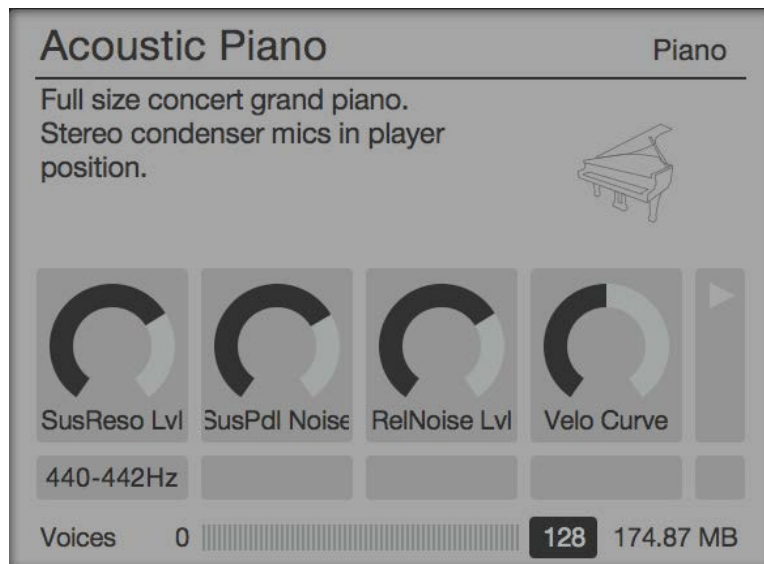 Acoustic Piano Piano
Full size concert grand piano.
Stereo condenser mics in player
position.
SusReso Lvl SusPdl Noise RelNoise Lvl Velo Curve
440-442Hz
Voices 0 128 174.87 MB